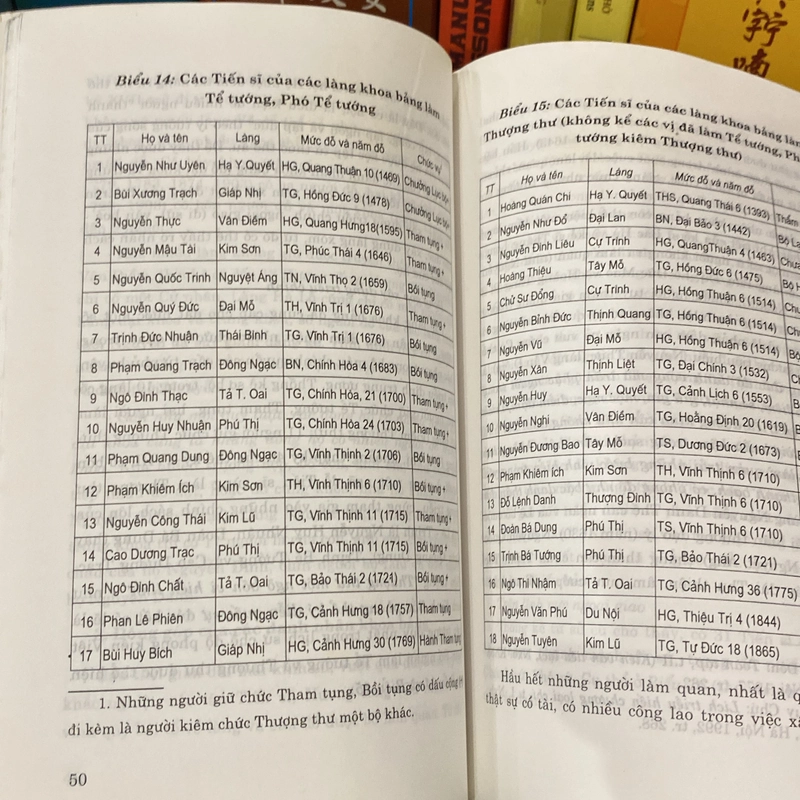 MANU
SON
Biểu 14: Các Tiến sĩ của các làng khoa bảng làm
Tể tướng, Phó Tể tướng
TT Họ và tên Làng Mức đỗ và năm đỗ Chức vụ
1 Nguyễn Như Uyên Hạ Y.Quyết HG, Quang Thuận 10 (1469) Chưởng Lục bộ+
2 Bùi Xương Trạch Giáp Nhị TG, Hồng Đức 9 (1478) Chưởng Lục bộ+
3 Nguyễn Thực Vân Điềm HG, Quang Hưng18(1595) Tham tụng+
4 Nguyễn Mậu Tài Kim Sơn TG, Phúc Thái 4 (1646) Tham tụng+
5 Nguyễn Quốc Trinh Nguyệt Áng TN, Vĩnh Thọ 2 (1659) Bồi tụng
6 Nguyễn Quý Đức Đại Mỗ TH, Vĩnh Trị 1 (1676) Tham tụng+
7 Trịnh Đức Nhuận Thái Bình TG. Vĩnh Trị 1 (1676) Bồi tụng
8 Phạm Quang Trạch Đông Ngạc BN, Chính Hòa 4 (1683) Bồi tụng
9 Ngô Đình Thạc Tả T. Oai TG, Chính Hòa, 21 (1700) Tham tụng+
10 Nguyễn Huy Nhuận Phú Thị TG, Chính Hòa 24 (1703) Tham tụng+
11 Phạm Quang Dung Đông Ngạc TG, Vĩnh Thịnh 2 (1706) Bồi tụng
12 Phạm Khiêm Ích Kim Sơn TH, Vĩnh Thịnh 6 (1710) Bồi tụng+
13 Nguyễn Công Thái Kim Lũ TG, Vĩnh Thịnh 11 (1715) Tham tụng+
14 Cao Dương Trạc Phú Thị TG, Vĩnh Thịnh 11 (1715) Bồi tụng+
15 Ngô Đình Chất Tả T. Oai TG, Bảo Thái 2 (1721) Bồi tụng+
16 Phan Lê Phiên Đông Ngạc TG, Cảnh Hưng 18 (1757) Tham tụng
17 Bùi Huy Bích Giáp Nhị HG, Cảnh Hưng 30 (1769) Hành Tham tụng
1. Những người giữ chức Tham tụng, Bồi tụng có dấu cộng
đi kèm là người kiêm chức Thượng thư một bộ khác.
50
Biểu 15: Các Tiến sĩ của các làng khoa bảng làm
Thượng thư (không kể các vị đã làm Tể tướng, Ph
tướng kiêm Thượng thư)
TT Họ và tên Làng Mức đỗ và năm đỗ
1 Hoàng Quán Chi Hạ Y. Quyết THS, Quang Thái 6 (1393) Thẩm
2 Nguyễn Như Đổ Đại Lan BN, Đại Bảo 3 (1442) Bộ Lạ
3 Nguyễn Đình Liêu Cự Trình HG, QuangThuận 4 (1463) Chưa
4 Hoàng Thiệu Tây Mỗ TG, Hồng Đức 6 (1475) Bộ H
5 Chử Sư Đổng Cự Trình HG, Hồng Thuận 6 (1514) Chu
6 Nguyễn Bỉnh Đức Thịnh Quang TG, Hồng Thuận 6 (1514)
7 Nguyễn Vũ Đại Mỗ HG, Hồng Thuận 6 (1514)
8 Nguyễn Xân Thịnh Liệt TG, Đại Chính 3 (1532)
9 Nguyễn Huy Hạ Y. Quyết TG, Cảnh Lịch 6 (1553)
10 Nguyễn Nghi Vân Điềm TG, Hoằng Định 20 (1619)
11 Nguyễn Đương Bao Tây Mỗ TS, Dương Đức 2 (1673)
12 Phạm Khiêm Ích Kim Sơn TH, Vĩnh Thịnh 6 (1710)
13 Đỗ Lệnh Danh Thượng Đình TG, Vĩnh Thịnh 6 (1710)
14 Đoàn Bá Dung Phú Thị TS, Vĩnh Thịnh 6 (1710)
15 Trịnh Bá Tướng Phú Thị TG, Bảo Thái 2 (1721)
16 Ngô Thì Nhậm Tả T. Oai TG, Cảnh Hưng 36 (1775)
17 Nguyễn Văn Phú Du Nội HG, Thiệu Trị 4 (1844)
18 Nguyễn Tuyên Kim Lũ TG, Tự Đức 18 (1865)
Hầu hết những người làm quan, nhất là q
thật sự có tài, có nhiều công lao trong việc x